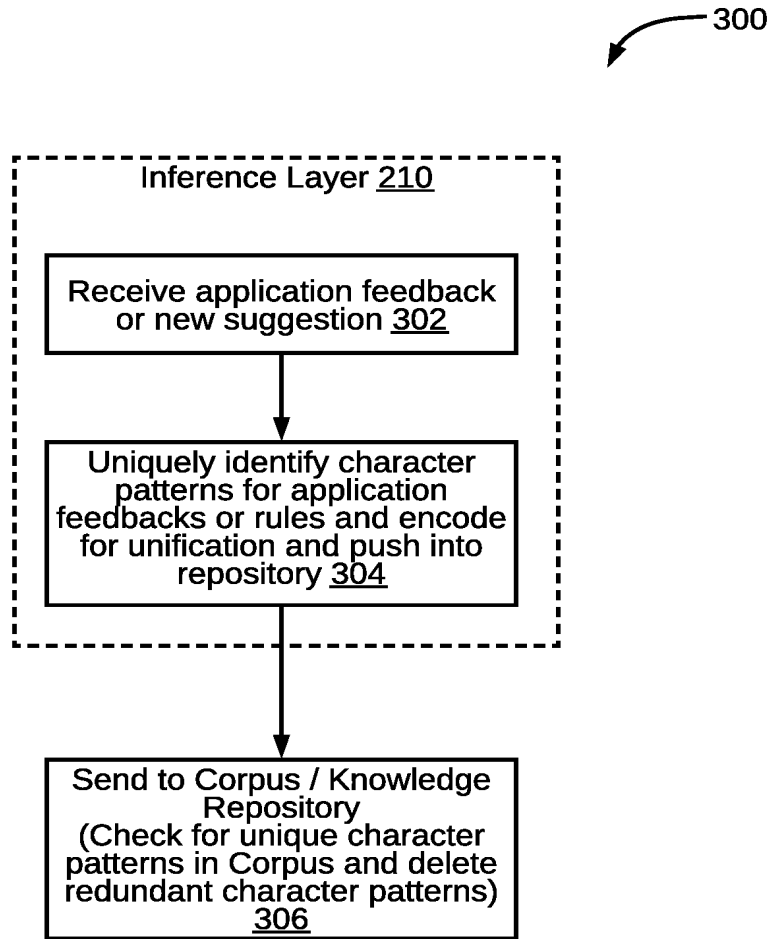 300
Inference Layer 210
Receive application feedback
or new suggestion 302
Uniquely identify character
patterns for application
feedbacks or rules and encode
for unification and push into
repository 304
Send to Corpus / Knowledge
Repository
(Check for unique character
patterns in Corpus and delete
redundant character patterns)
306